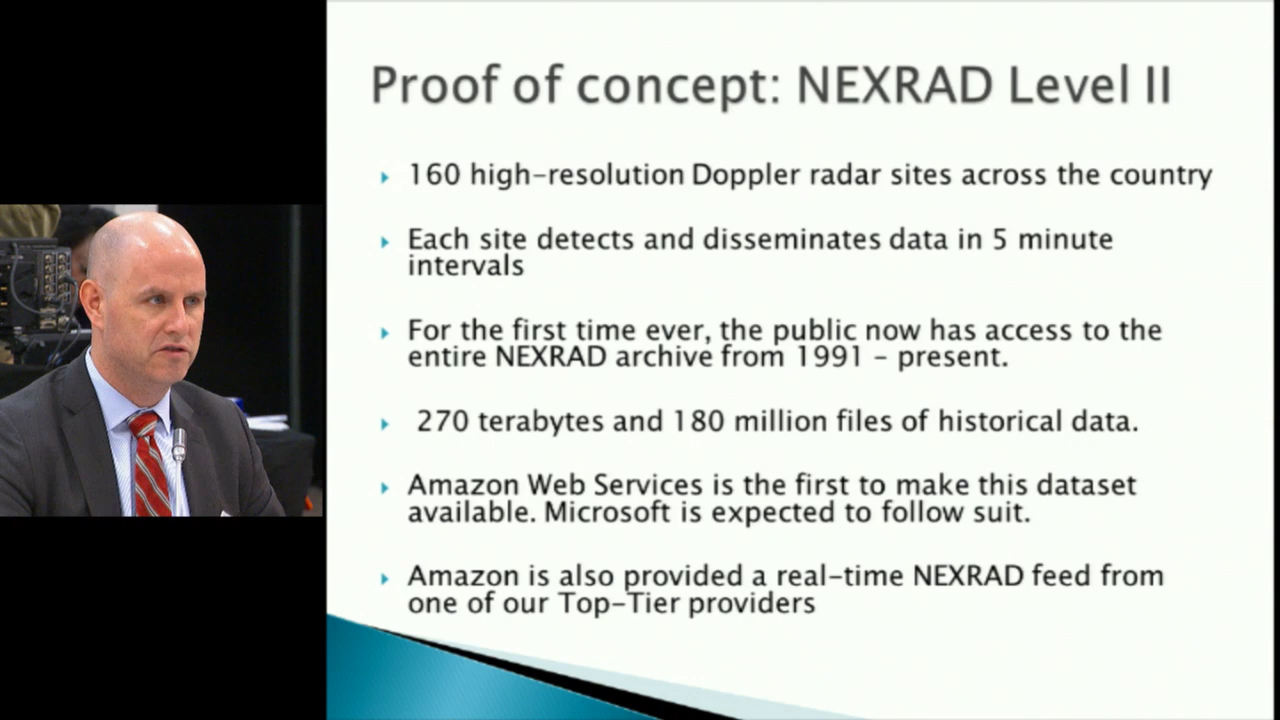 Proof of concept: NEXRAD Level II
160 high-resolution Doppler radar sites across the country
Each site detects and disseminates data in 5 minute
intervals
For the first time ever, the public now has access to the
entire NEXRAD archive from 1991 – present.
270 terabytes and 180 million files of historical data.
Amazon Web Services is the first to make this dataset
available. Microsoft is expected to follow suit.
Amazon is also provided a real-time NEXRAD feed from
one of our Top-Tier providers